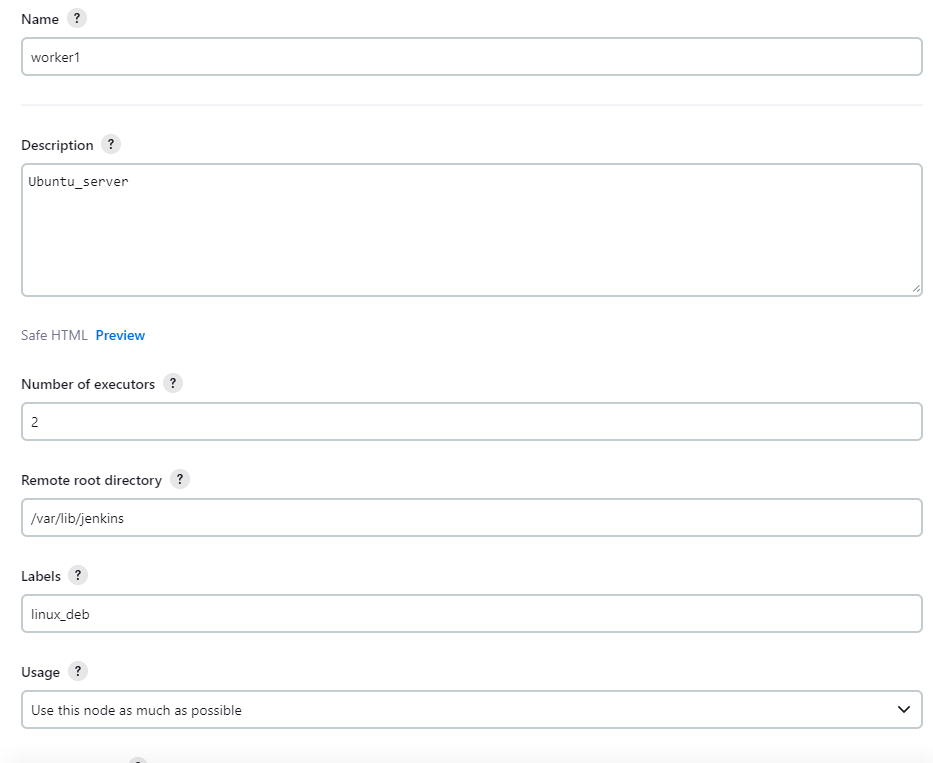 Name ?
worker1
Description ?
Ubuntu_server
Safe HTML Preview
Number of executors ?
2
Remote root directory ?
/var/lib/jenkins
Labels ?
linux_deb
Usage ?
Use this node as much as possible